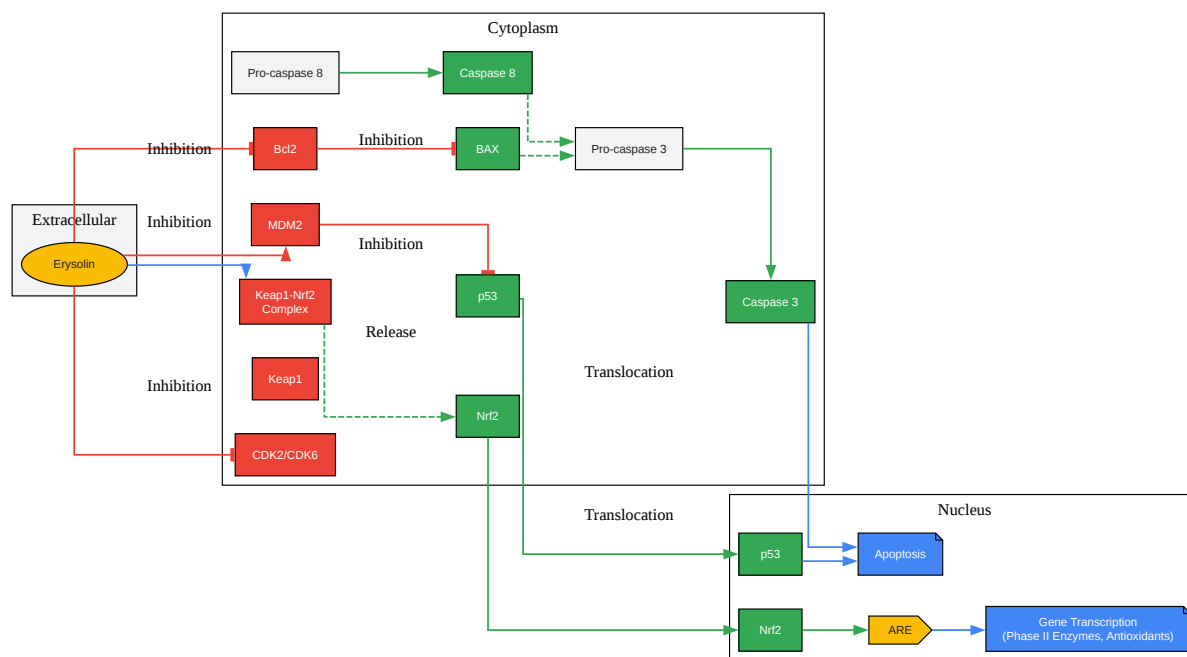 Cytoplasm
Pro-caspase 8
Caspase 8
Inhibition
Bcl2
Inhibition
BAX
Pro-caspase 3
Extracellular
Erysolin
Inhibition
MDM2
Inhibition
Keap1-Nrf2
Complex
p53
Caspase 3
Release
Keap1
Inhibition
Translocation
Nrf2
CDK2/CDK6
Translocation
Nucleus
p53
Apoptosis
Nrf2
ARE
Gene Transcription
(Phase II Enzymes, Antioxidants)